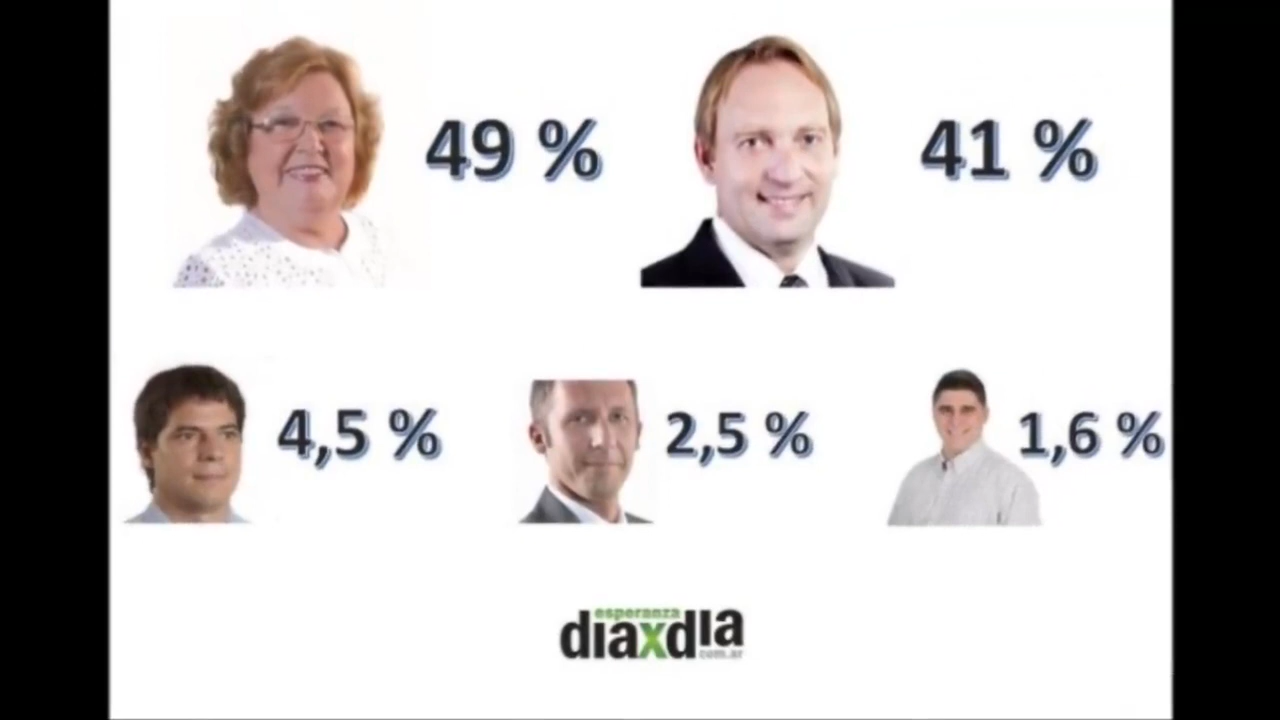 49 %
41 %
4,5 %
2,5 %
1,6 %
esperanza
diaxdia
com.ar